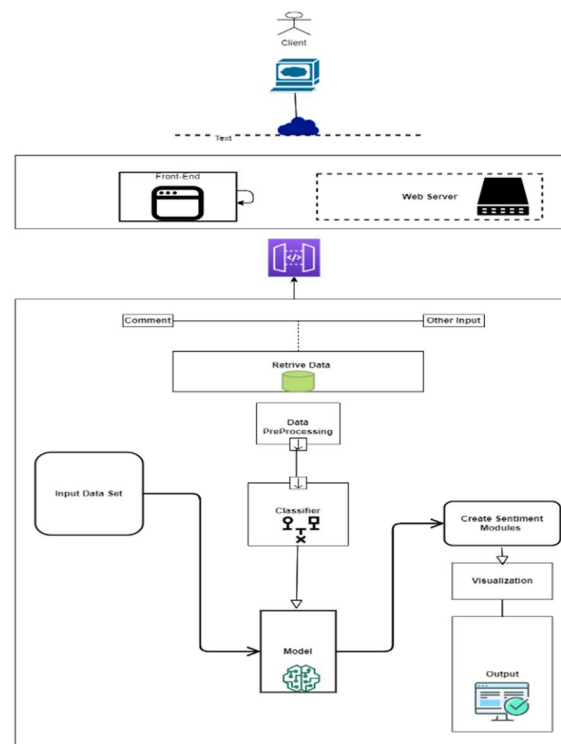 Client
Text
Front-End
Web Server
Comment
Other Input
Retrive Data
Data
PreProcessing
Input Data Set
Classifier
Create Sentiment
Modules
Visualization
Model
Output